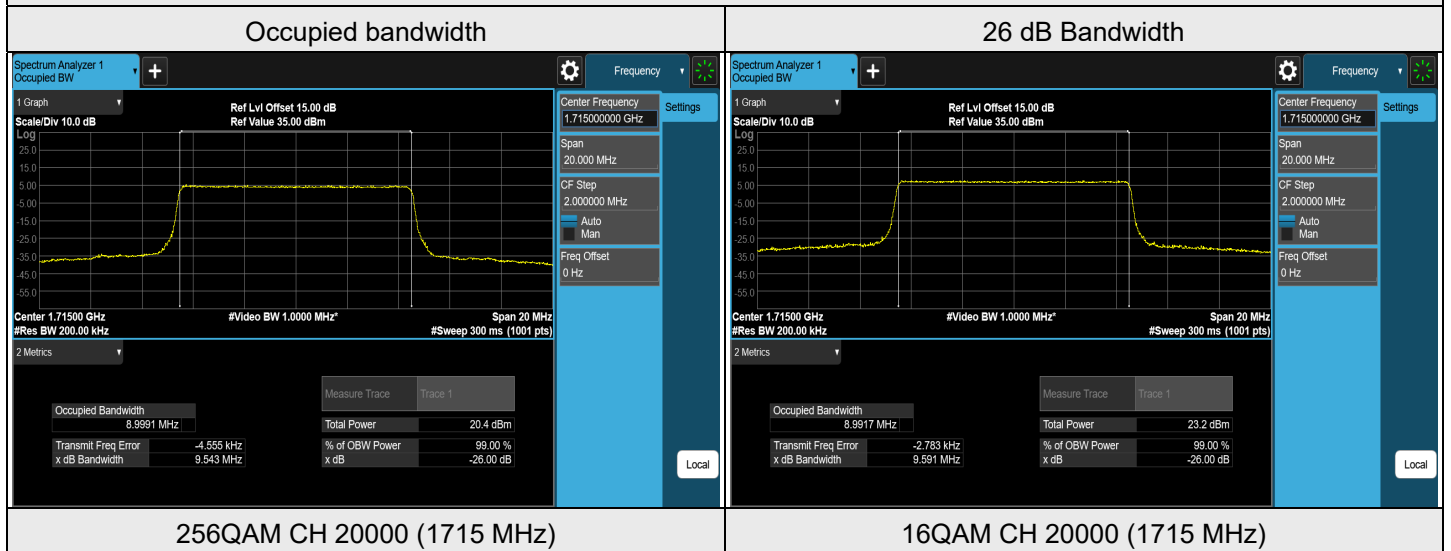 Occupied bandwidth
26 dB Bandwidth
Spectrum Analyzer 1
Occupied BW
+
Frequency
1 Graph
Ref Lvl Offset 15.00 dB
Scale/Div 10.0 dB
Ref Value 35.00 dBm
Log
25.0
15.0
5.00
-5.00
-15.0
-25.0
-35.0
-45.0
-55.0
Center 1.71500 GHz
#Video BW 1.0000 MHz*
Span 20 MHz
#Res BW 200.00 kHz
#Sweep 300 ms (1001 pts)
Center Frequency
1.715000000 GHz
Settings
Span
20.000 MHz
CF Step
2.000000 MHz
Auto
Man
Freq Offset
0 Hz
2 Metrics
Measure Trace
Trace 1
Occupied Bandwidth
8.9991 MHz
Total Power
20.4 dBm
Transmit Freq Error
-4.555 kHz
% of OBW Power
99.00 %
x dB Bandwidth
9.543 MHz
x dB
-26.00 dB
Local
Spectrum Analyzer 1
Occupied BW
+
Frequency
1 Graph
Ref Lvl Offset 15.00 dB
Scale/Div 10.0 dB
Ref Value 35.00 dBm
Log
25.0
15.0
5.00
-5.00
-15.0
-25.0
-35.0
-45.0
-55.0
Center 1.71500 GHz
#Video BW 1.0000 MHz*
Span 20 MHz
#Res BW 200.00 kHz
#Sweep 300 ms (1001 pts)
Center Frequency
1.715000000 GHz
Settings
Span
20.000 MHz
CF Step
2.000000 MHz
Auto
Man
Freq Offset
0 Hz
2 Metrics
Measure Trace
Trace 1
Occupied Bandwidth
8.9917 MHz
Total Power
23.2 dBm
Transmit Freq Error
-2.783 kHz
% of OBW Power
99.00 %
x dB Bandwidth
9.591 MHz
x dB
-26.00 dB
Local
256QAM CH 20000 (1715 MHz)
16QAM CH 20000 (1715 MHz)